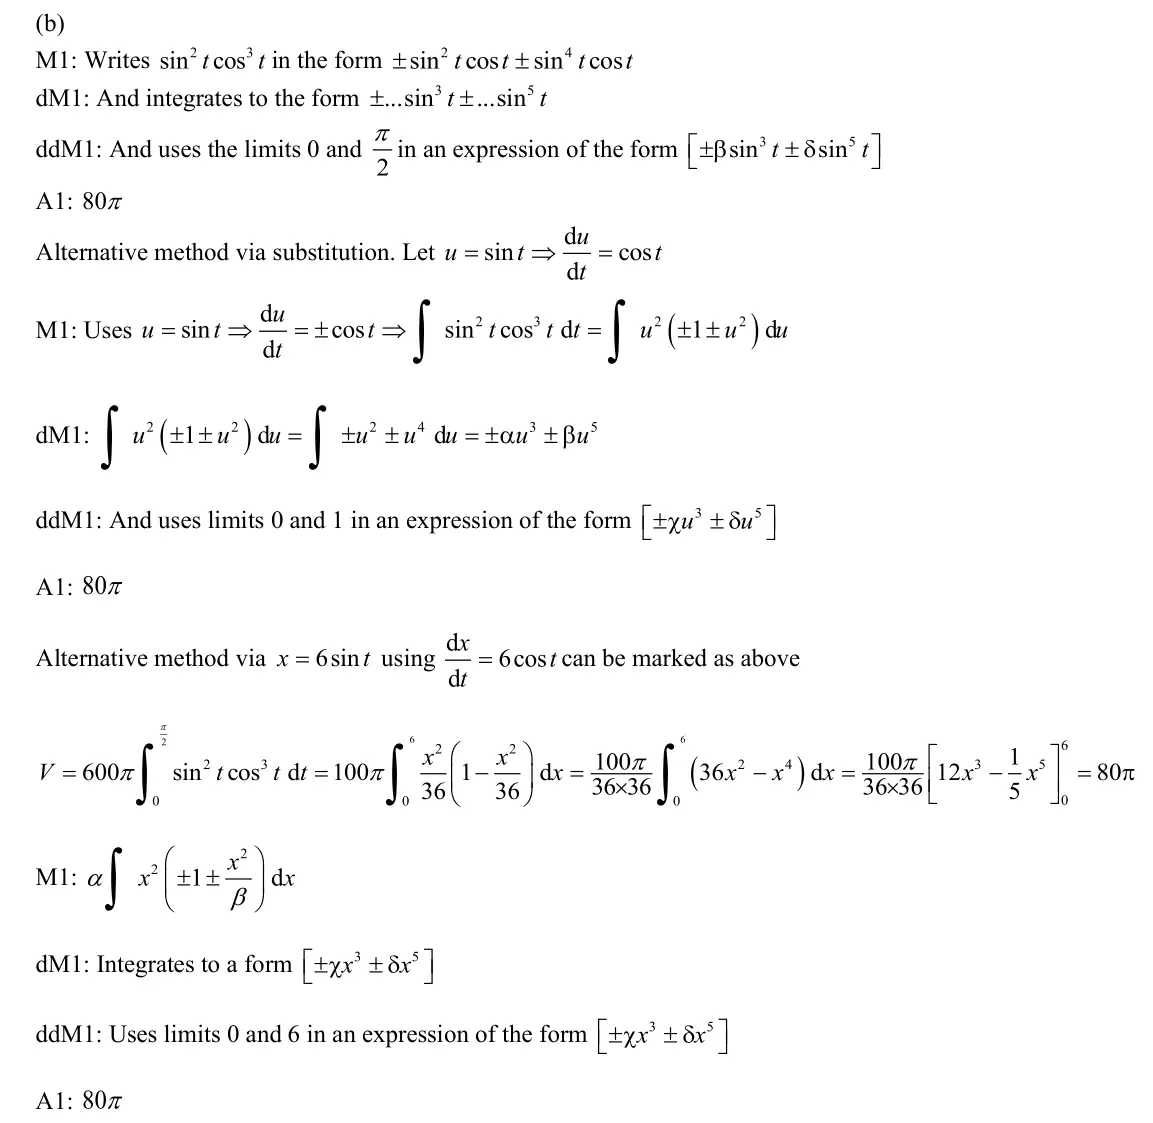 (b)
M1: Writes sin² t cos³ t in the form ±sin² t cos t ± sin⁴ t cos t
dM1: And integrates to the form ±...sin³ t ± ...sin⁵ t
ddM1: And uses the limits 0 and π/2 in an expression of the form [±βsin³ t ± δsin⁵ t]
A1: 80π
Alternative method via substitution. Let u = sin t ⇒ du/dt = cos t
M1: Uses u = sin t ⇒ du/dt = ±cos t ⇒ ∫ sin² t cos³ t dt = ∫ u²(±1 ± u²) du
dM1: ∫ u²(±1 ± u²) du = ∫ ±u² ± u⁴ du = ±αu³ ± βu⁵
ddM1: And uses limits 0 and 1 in an expression of the form [±χu³ ± δu⁵]
A1: 80π
Alternative method via x = 6 sin t using dx/dt = 6 cos t can be marked as above
V = 600π ∫₀^(π/2) sin² t cos³ t dt = 100π ∫₀⁶ x²/36 (1 − x²/36) dx = 100π/(36×36) ∫₀⁶ (36x² − x⁴) dx = 100π/(36×36) [12x³ − 1/5 x⁵]₀⁶ = 80π
M1: α ∫ x² (±1 ± x²/β) dx
dM1: Integrates to a form [±χx³ ± δx⁵]
ddM1: Uses limits 0 and 6 in an expression of the form [±χx³ ± δx⁵]
A1: 80π